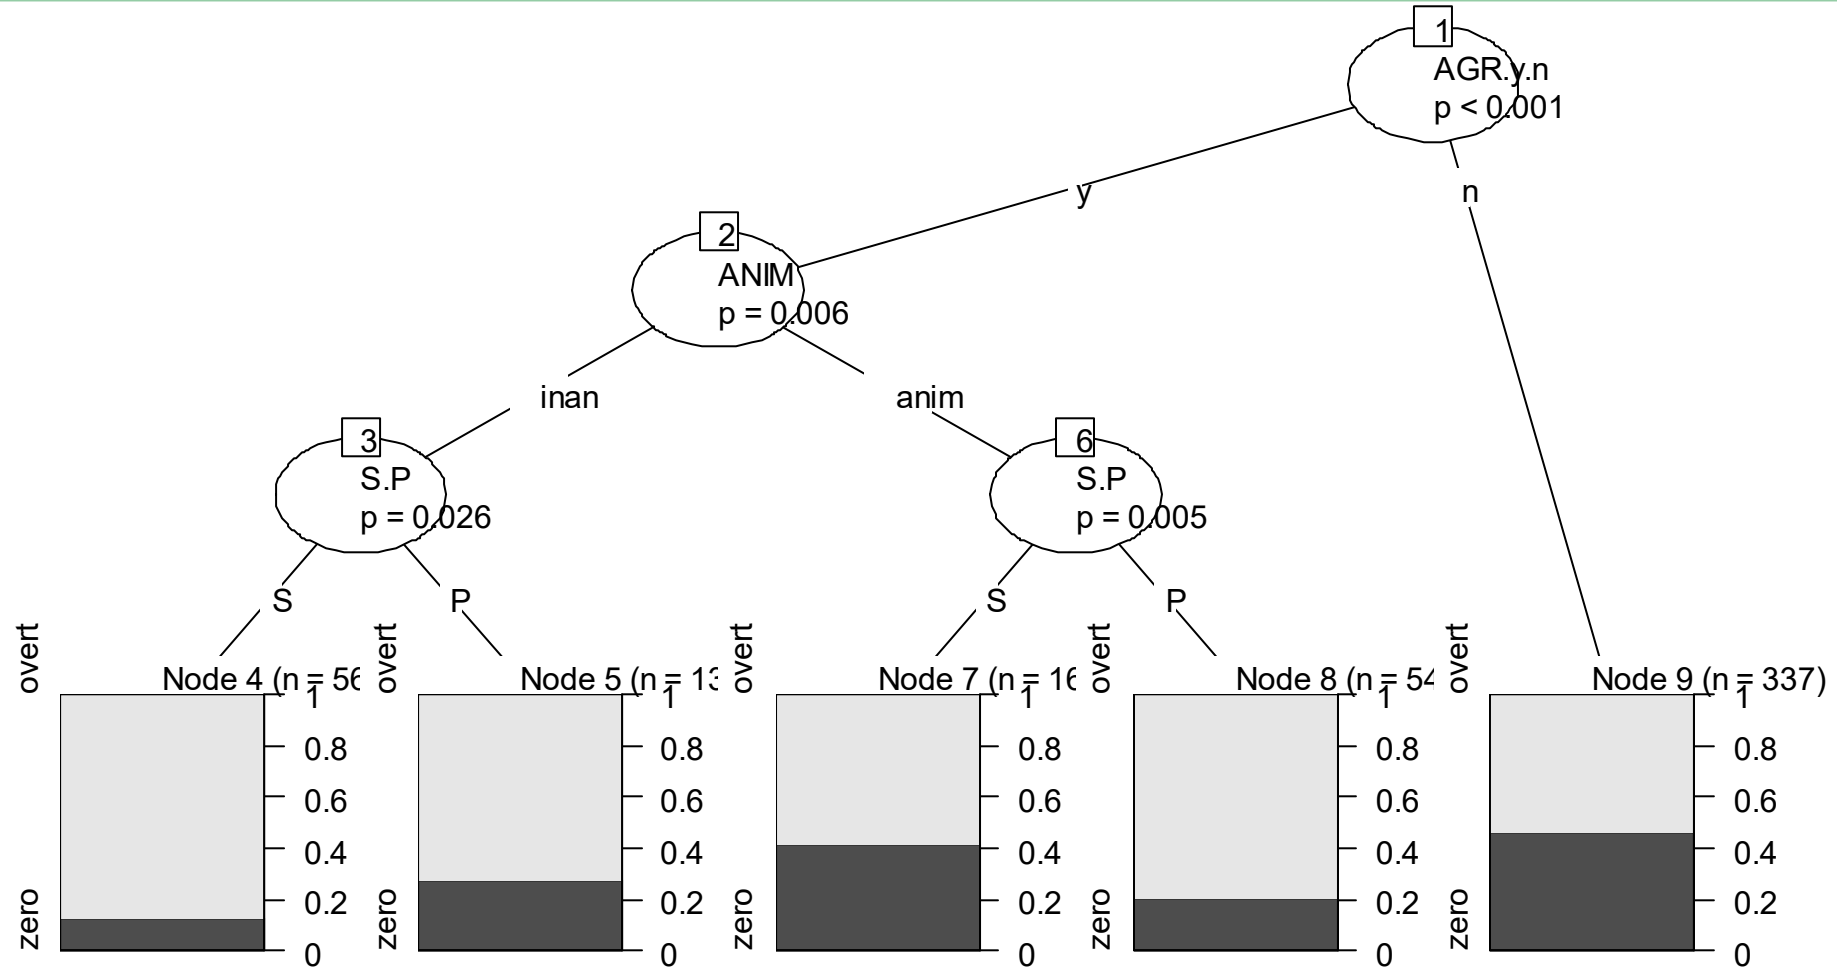 1
AGR.y.n
p < 0.001
y
n
2
ANIM
p = 0.006
inan
anim
3
S.P
p = 0.026
6
S.P
p = 0.005
S
P
S
P
Node 4 (n = 56
overt
zero
1
0.8
0.6
0.4
0.2
0
Node 5 (n = 13
overt
zero
1
0.8
0.6
0.4
0.2
0
Node 7 (n = 16
overt
zero
1
0.8
0.6
0.4
0.2
0
Node 8 (n = 54
overt
zero
1
0.8
0.6
0.4
0.2
0
Node 9 (n = 337)
overt
zero
1
0.8
0.6
0.4
0.2
0